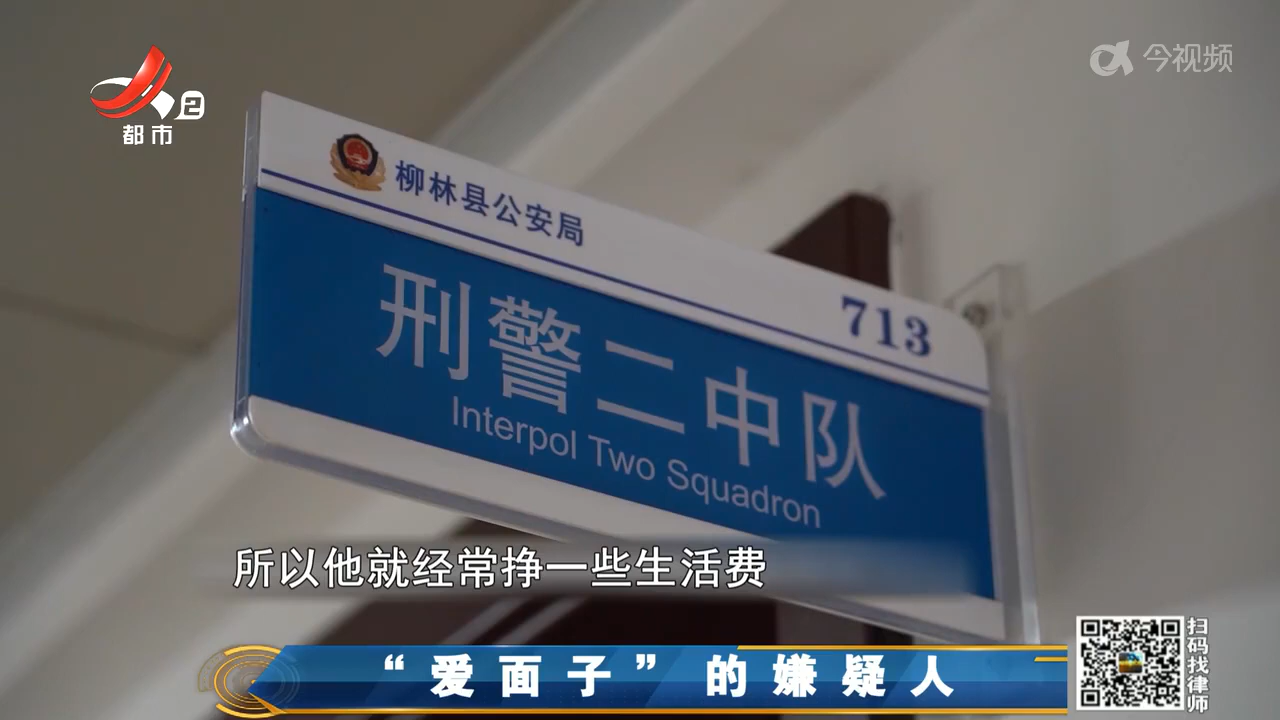 都市2
今视频
柳林县公安局
713
刑警二中队
Interpol Two Squadron
所以他就经常挣一些生活费
“爱面子”的嫌疑人
扫码找律师